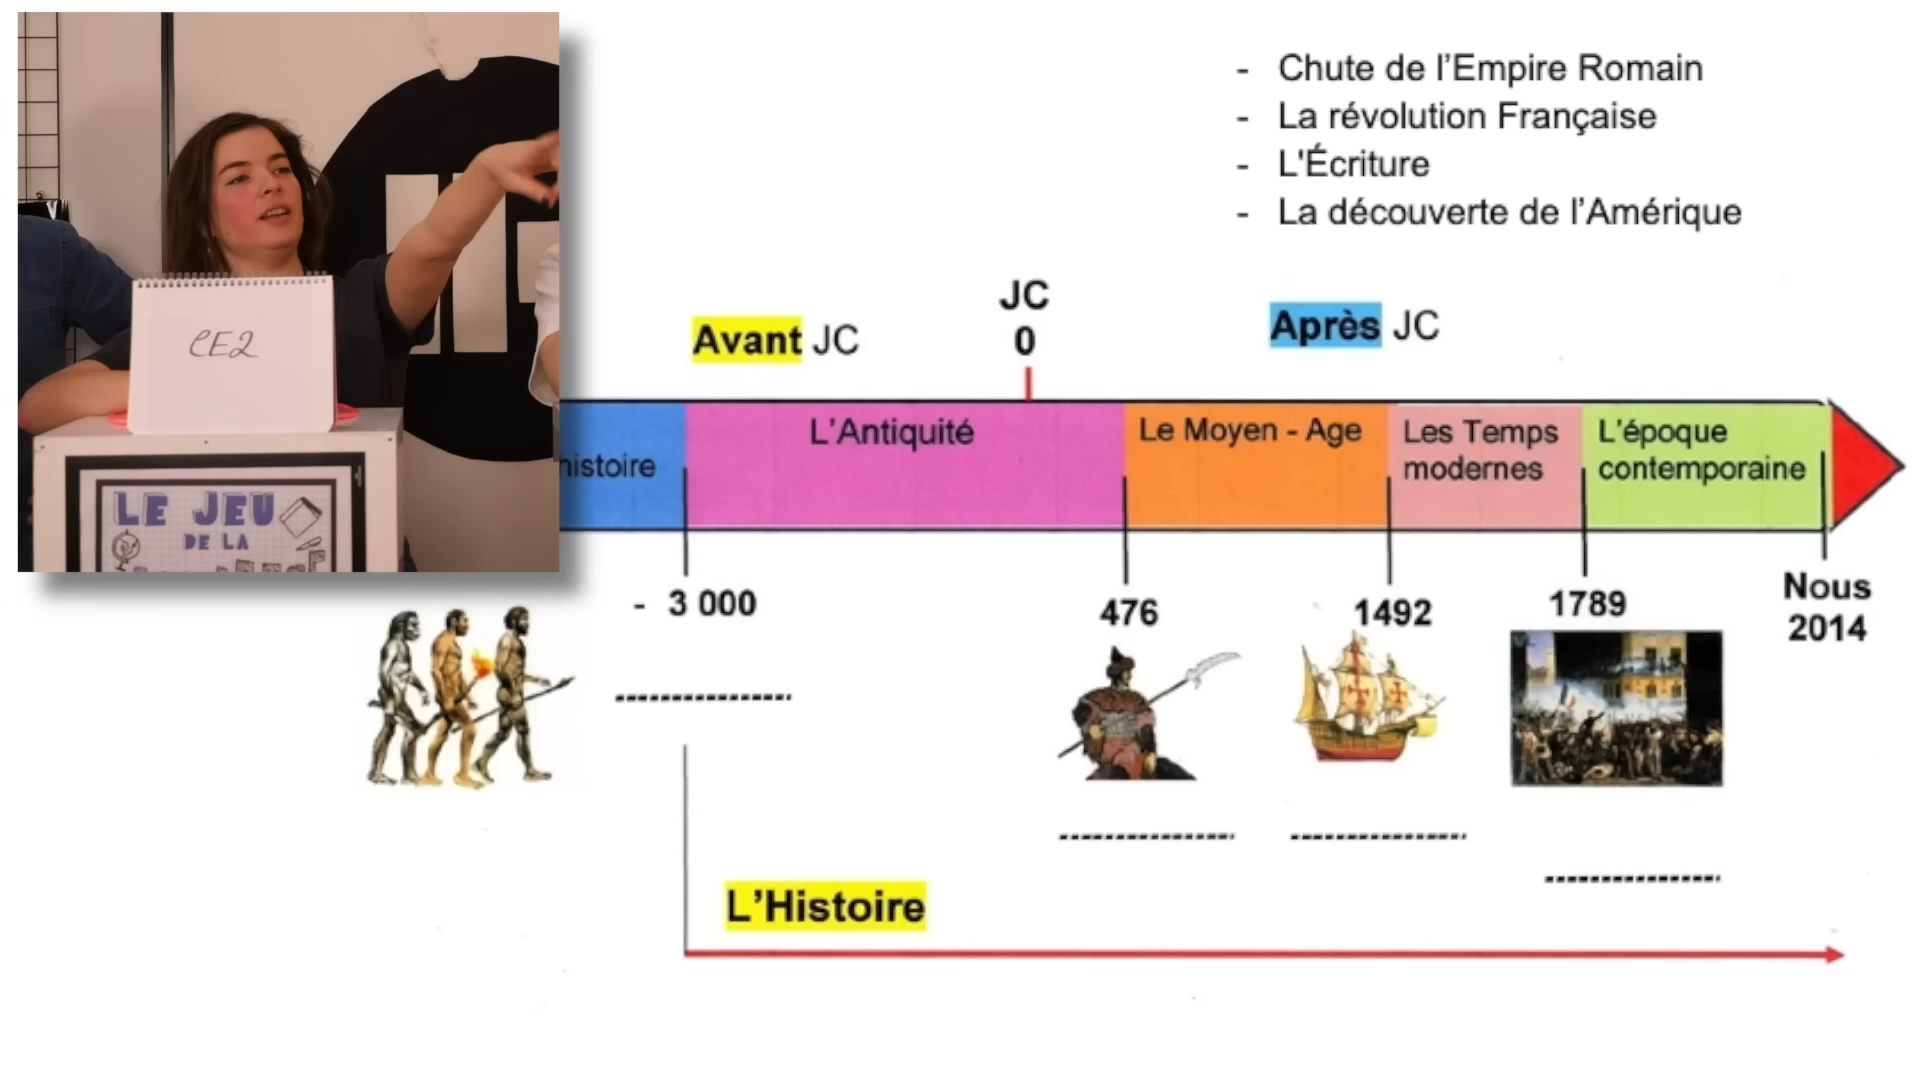 - Chute de l'Empire Romain
- La révolution Française
- L'Écriture
- La découverte de l'Amérique
JC
0
Avant JC
Après JC
CE2
histoire
L'Antiquité
Le Moyen - Age
Les Temps
modernes
L'époque
contemporaine
LE JEU
DE LA
- 3 000
476
1492
1789
Nous
2014
L'Histoire